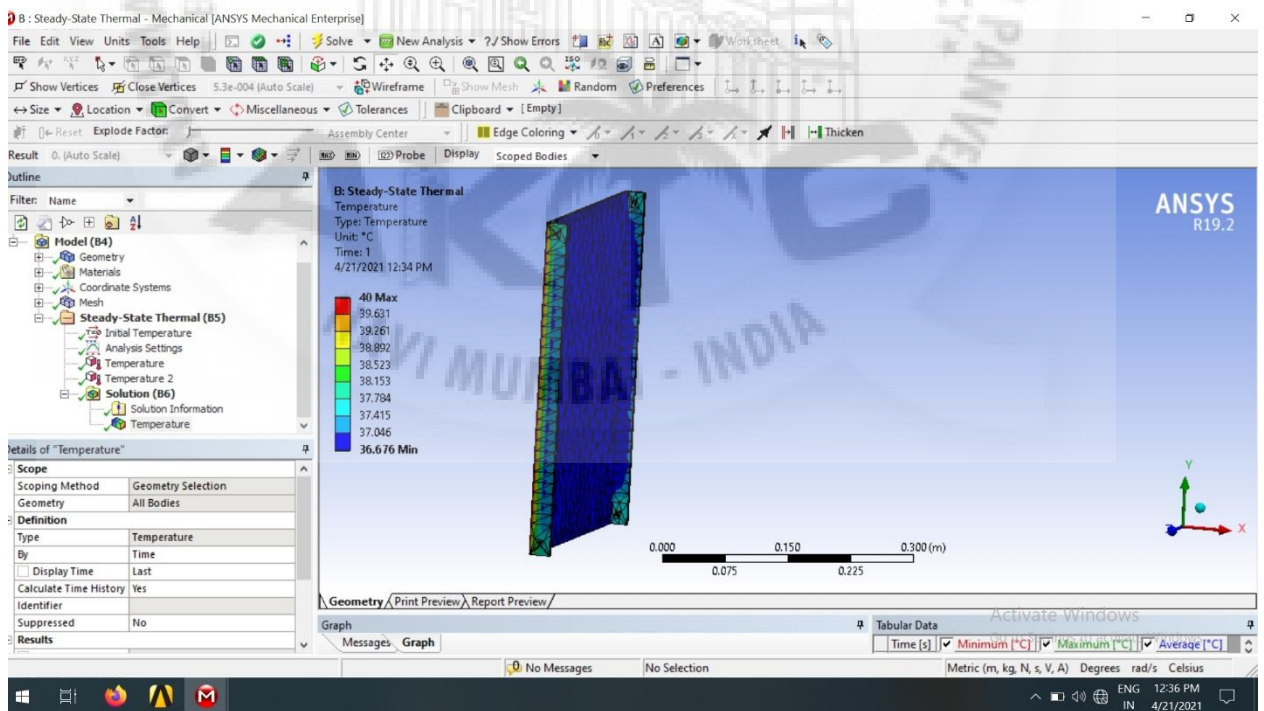 B : Steady-State Thermal - Mechanical [ANSYS Mechanical Enterprise]
File Edit View Units Tools Help Solve New Analysis ?/ Show Errors Worksheet
Show Vertices Close Vertices 5.3e-004 (Auto Scale) Wireframe Show Mesh Random Preferences
Size Location Convert Miscellaneous Tolerances Clipboard [Empty]
Reset Explode Factor: Assembly Center Edge Coloring Thicken
Result 0. (Auto Scale) MAX MIN Probe Display Scoped Bodies
Outline
Filter: Name
Model (B4)
Geometry
Materials
Coordinate Systems
Mesh
Steady-State Thermal (B5)
Initial Temperature
Analysis Settings
Temperature
Temperature 2
Solution (B6)
Solution Information
Temperature
Details of "Temperature"
Scope
Scoping Method Geometry Selection
Geometry All Bodies
Definition
Type Temperature
By Time
Display Time Last
Calculate Time History Yes
Identifier
Suppressed No
Results
B: Steady-State Thermal
Temperature
Type: Temperature
Unit: °C
Time: 1
4/21/2021 12:34 PM
40 Max
39.631
39.261
38.892
38.523
38.153
37.784
37.415
37.046
36.676 Min
ANSYS
R19.2
Y
X
0.000 0.150 0.300 (m)
0.075 0.225
Geometry Print Preview Report Preview
Graph
Messages Graph
Tabular Data
Time [s] Minimum [°C] Maximum [°C] Average [°C]
Activate Windows
No Messages No Selection Metric (m, kg, N, s, V, A) Degrees rad/s Celsius
ENG 12:36 PM
IN 4/21/2021
AKTC
NAVI MUMBAI - INDIA
PANVEL